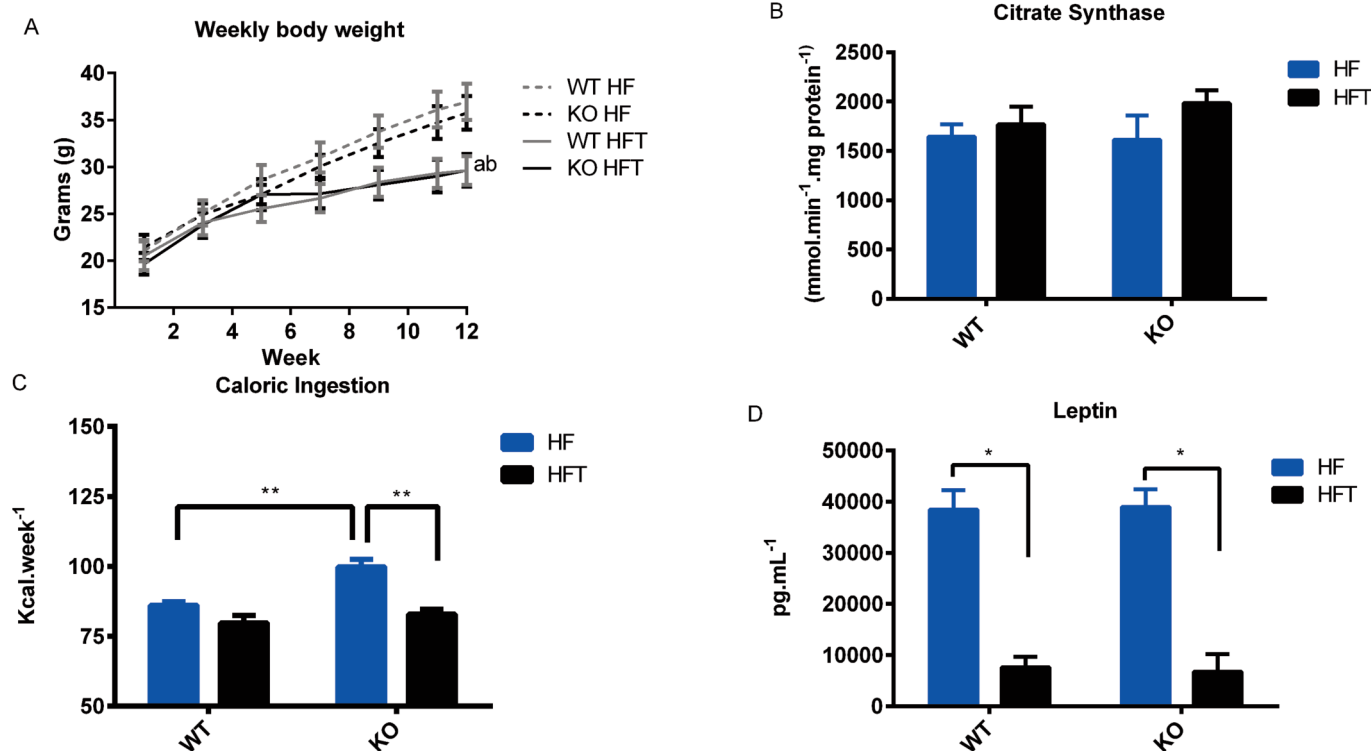 A
Weekly body weight
40
35
30
25
20
15
Grams (g)
2 4 6 8 10 12
Week
WT HF
KO HF
WT HFT
KO HFT
ab
B
Citrate Synthase
2500
2000
1500
1000
500
0
(mmol.min⁻¹.mg protein⁻¹)
WT KO
HF
HFT
C
Caloric Ingestion
150
125
100
75
50
Kcal.week⁻¹
** **
WT KO
HF
HFT
D
Leptin
50000
40000
30000
20000
10000
0
pg.mL⁻¹
* *
WT KO
HF
HFT